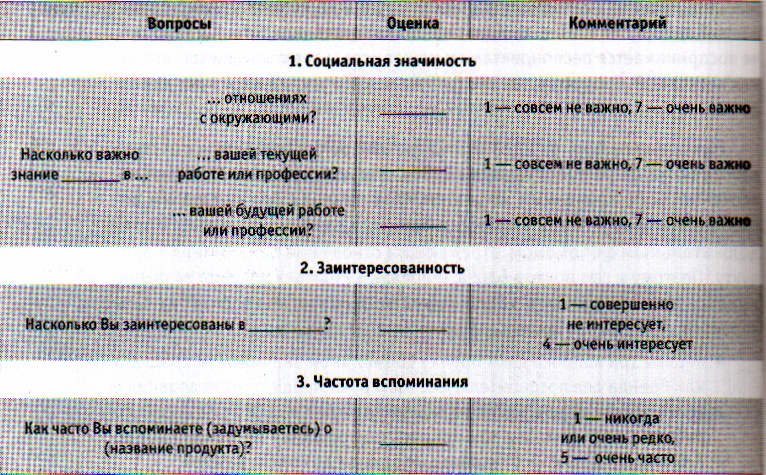 Вопросы Оценка Комментарий
1. Социальная значимость
Насколько важно
знание ________ в ...
... отношениях
с окружающими?
________
1 — совсем не важно, 7 — очень важно
... вашей текущей
работе или профессии?
________
1 — совсем не важно, 7 — очень важно
... вашей будущей работе
или профессии?
________
1 — совсем не важно, 7 — очень важно
2. Заинтересованность
Насколько Вы заинтересованы в __________?
________
1 — совершенно
не интересует,
4 — очень интересует
3. Частота вспоминания
Как часто Вы вспоминаете (задумываетесь) о
(название продукта)?
________
1 — никогда
или очень редко,
5 — очень часто